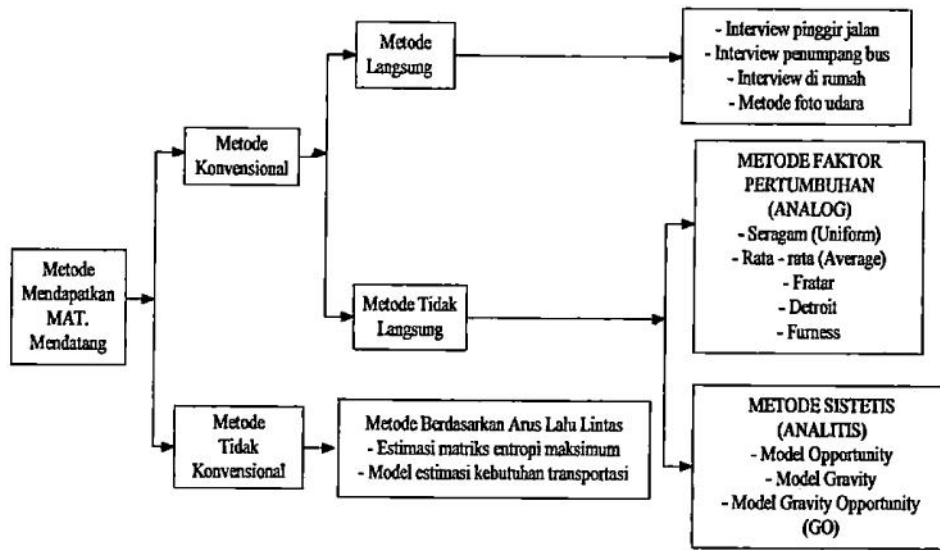 Metode
Langsung
- Interview pinggir jalan
- Interview penumpang bus
- Interview di rumah
- Metode foto udara
Metode
Konvensional
METODE FAKTOR
PERTUMBUHAN
(ANALOG)
- Seragam (Uniform)
- Rata - rata (Average)
- Fratar
- Detroit
- Furness
Metode
Mendapatkan
MAT.
Mendatang
Metode Tidak
Langsung
Metode
Tidak
Konvensional
Metode Berdasarkan Arus Lalu Lintas
- Estimasi matriks entropi maksimum
- Model estimasi kebutuhan transportasi
METODE SISTETIS
(ANALITIS)
- Model Opportunity
- Model Gravity
- Model Gravity Opportunity
(GO)